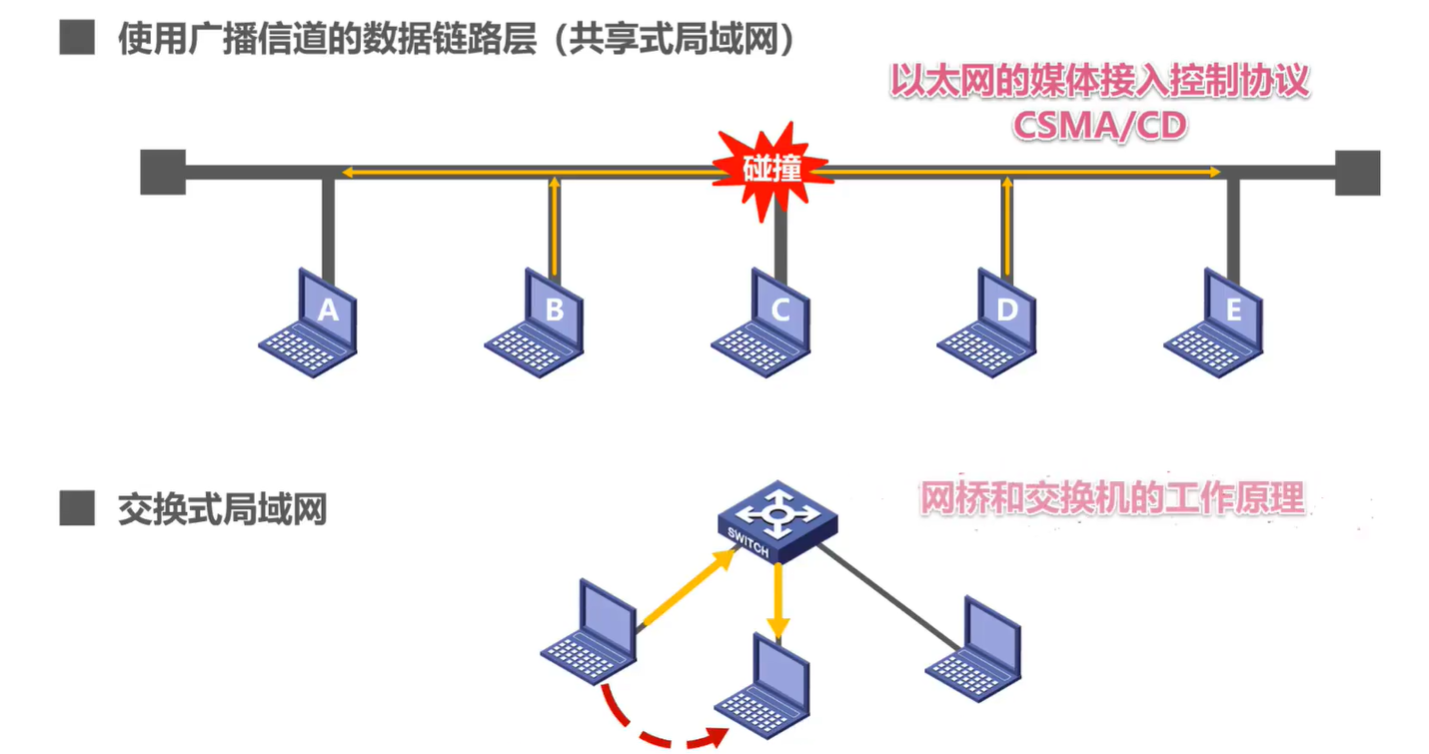 使用广播信道的数据链路层（共享式局域网）
以太网的媒体接入控制协议
CSMA/CD
碰撞
A
B
C
D
E
交换式局域网
网桥和交换机的工作原理
SWITCH